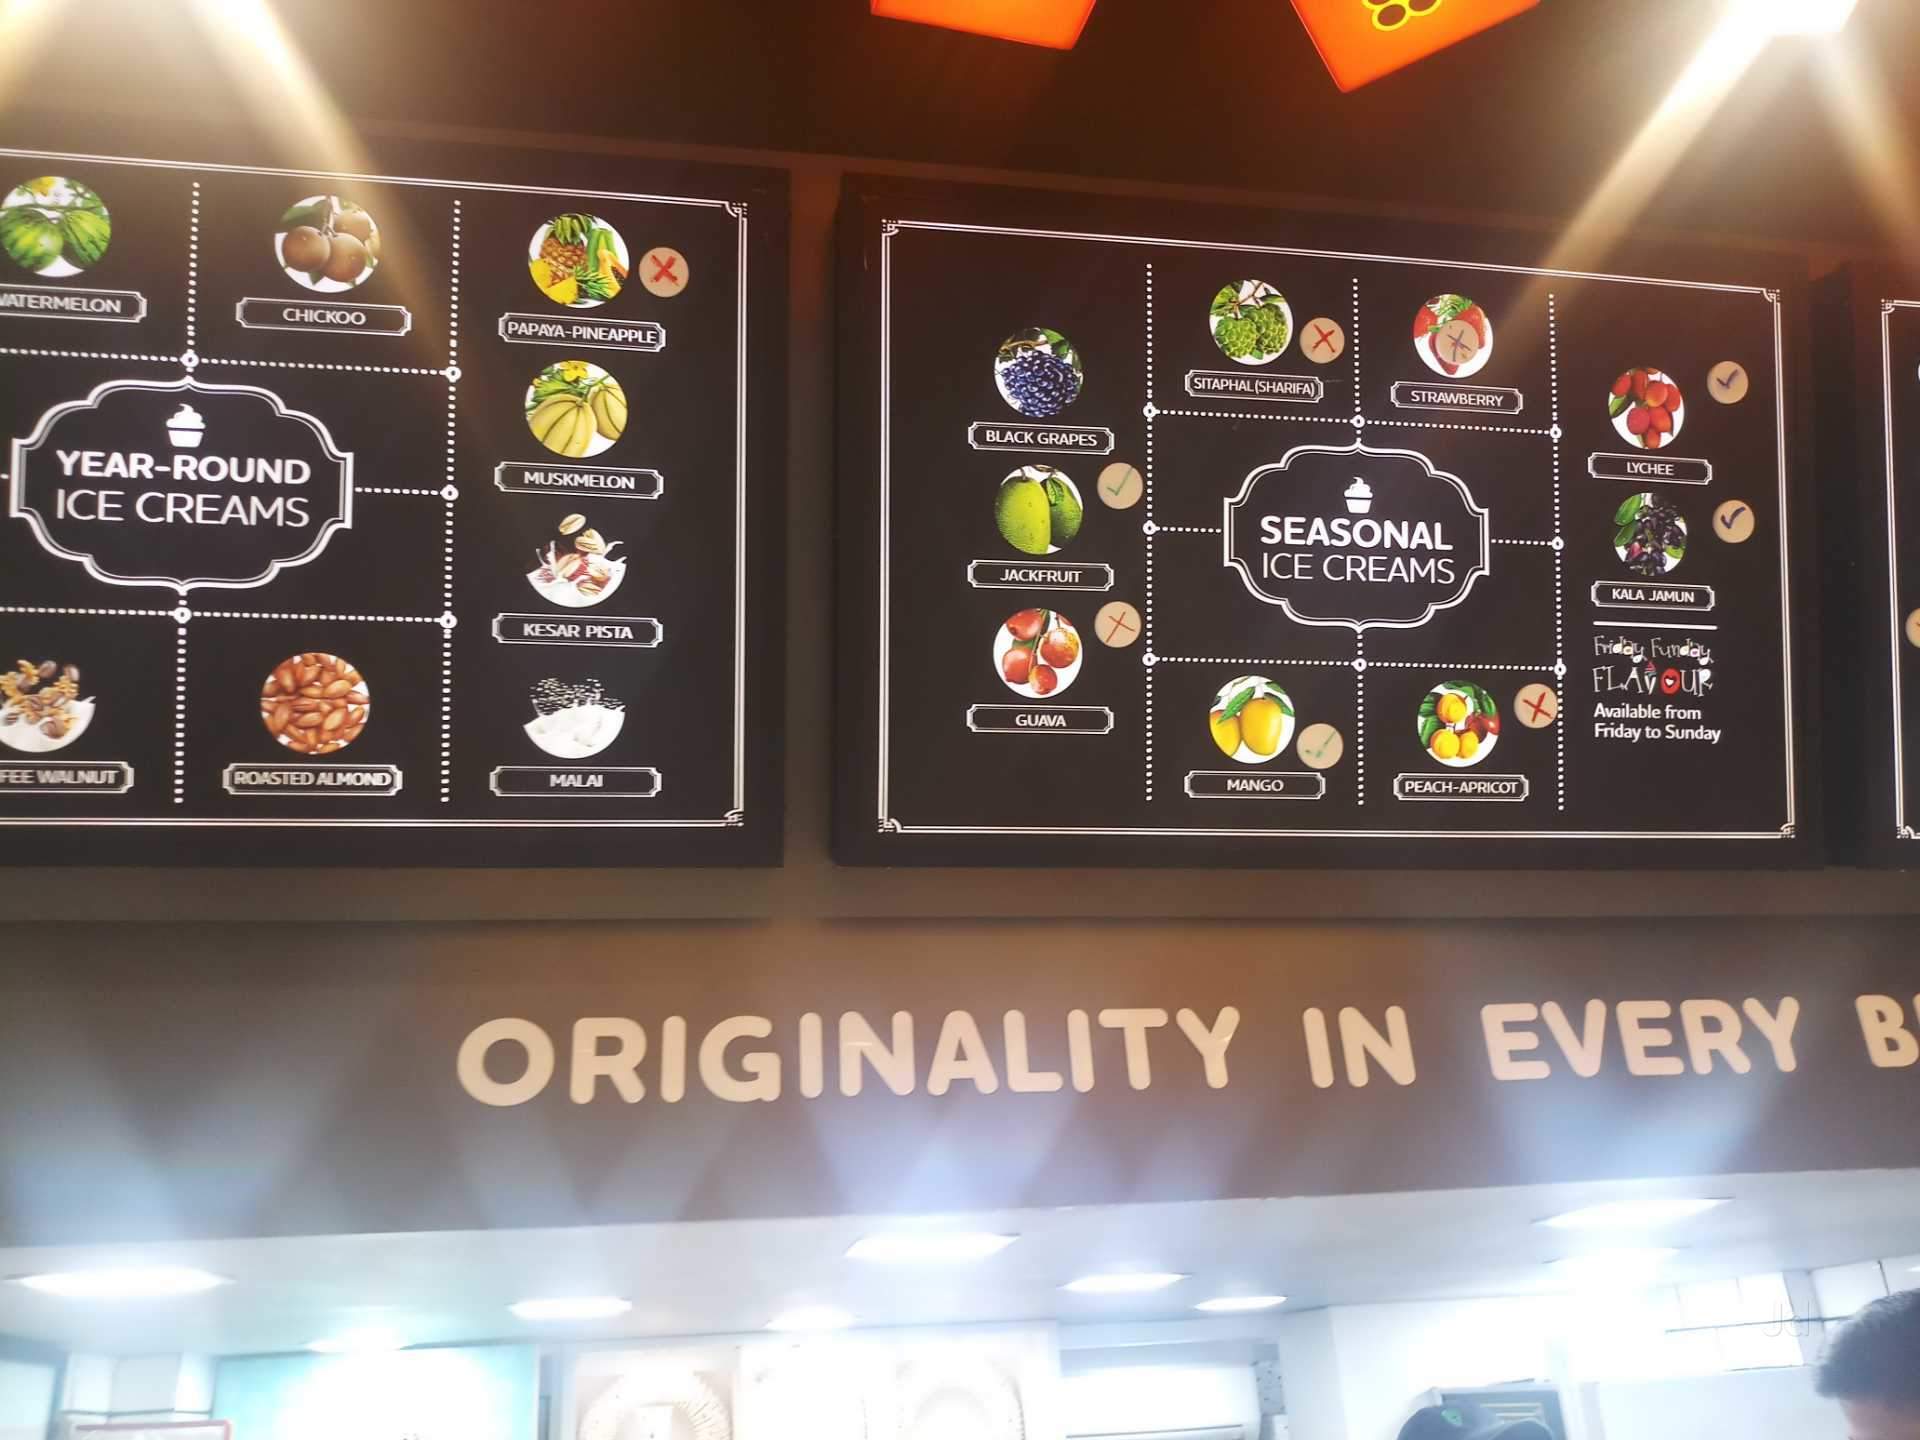 CHICKOO
PAPAYA-PINEAPPLE
MUSKMELON
YEAR-ROUND
ICE CREAMS
KESAR PISTA
WALNUT
ROASTED ALMOND
MALAI
BLACK GRAPES
SITAPHAL (SHARIFA)
STRAWBERRY
LYCHEE
JACKFRUIT
SEASONAL
ICE CREAMS
KALA JAMUN
GUAVA
MANGO
PEACH-APRICOT
Friday Funday
FLAVOUR
Available from
Friday to Sunday
ORIGINALITY IN EVERY
Jd